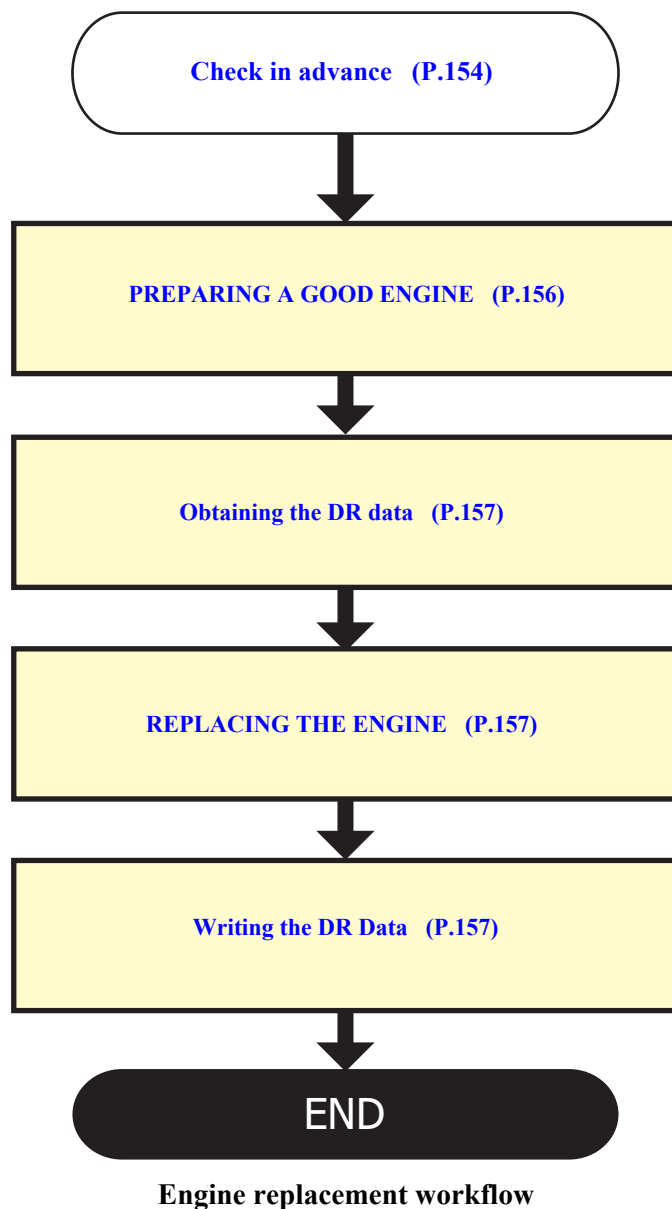 Check in advance (P.154)
PREPARING A GOOD ENGINE (P.156)
Obtaining the DR data (P.157)
REPLACING THE ENGINE (P.157)
Writing the DR Data (P.157)
END
Engine replacement workflow